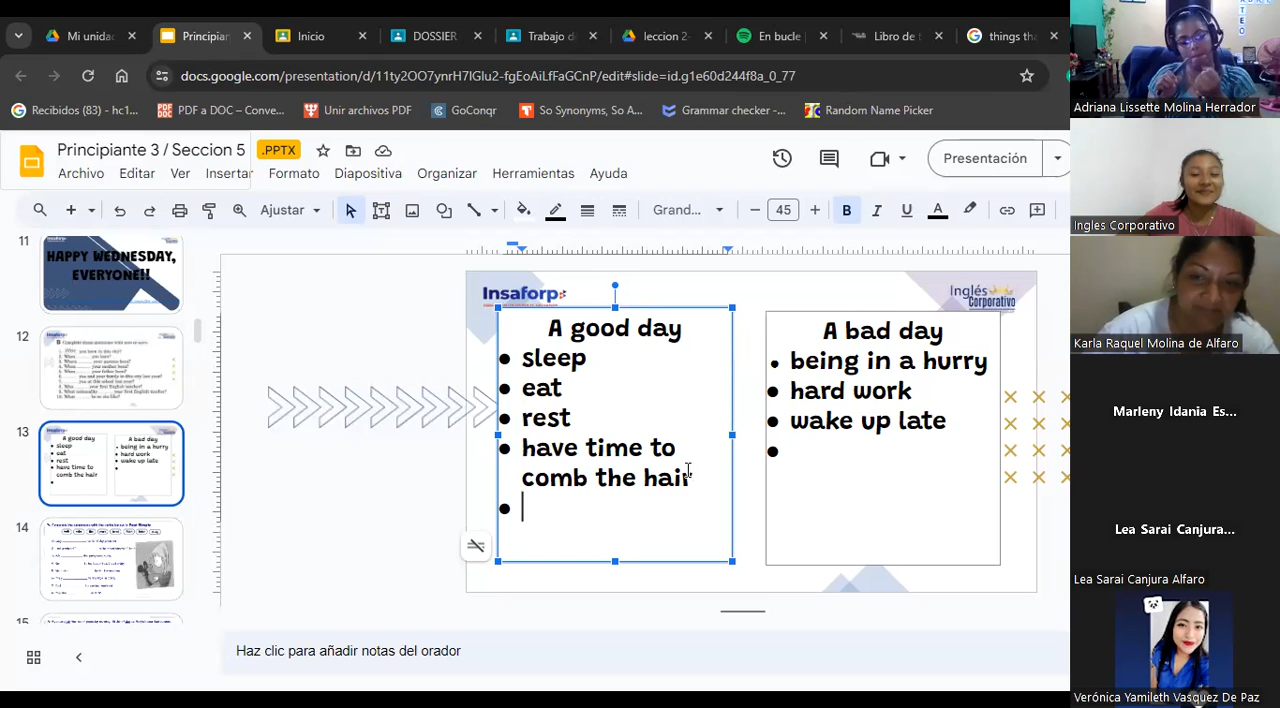 Mi unidad
Principian
Inicio
DOSSIER
Trabajo d
leccion 2-
En bucle
Libro de t
things tha
docs.google.com/presentation/d/11ty2OO7ynrH7IGlu2-fgEoAiLfFaGCnP/edit#slide=id.g1e60d244f8a_0_77
Recibidos (83) - hc1...
PDF a DOC – Conve...
Unir archivos PDF
GoConqr
So Synonyms, So A...
Grammar checker -...
Random Name Picker
Principiante 3 / Seccion 5
.PPTX
Archivo
Editar
Ver
Insertar
Formato
Diapositiva
Organizar
Herramientas
Ayuda
Presentación
Ajustar
Grand...
45
11
HAPPY WEDNESDAY,
EVERYONE!!
12
13
A good day
sleep
eat
rest
have time to
comb the hair
A bad day
being in a hurry
hard work
wake up late
14
15
Insaforp
Inglés
Corporativo
A good day
● sleep
● eat
● rest
● have time to
comb the hair
●
A bad day
● being in a hurry
● hard work
● wake up late
●
Haz clic para añadir notas del orador
Adriana Lissette Molina Herrador
Ingles Corporativo
Karla Raquel Molina de Alfaro
Marleny Idania Es...
Lea Sarai Canjura...
Lea Sarai Canjura Alfaro
Verónica Yamileth Vasquez De Paz